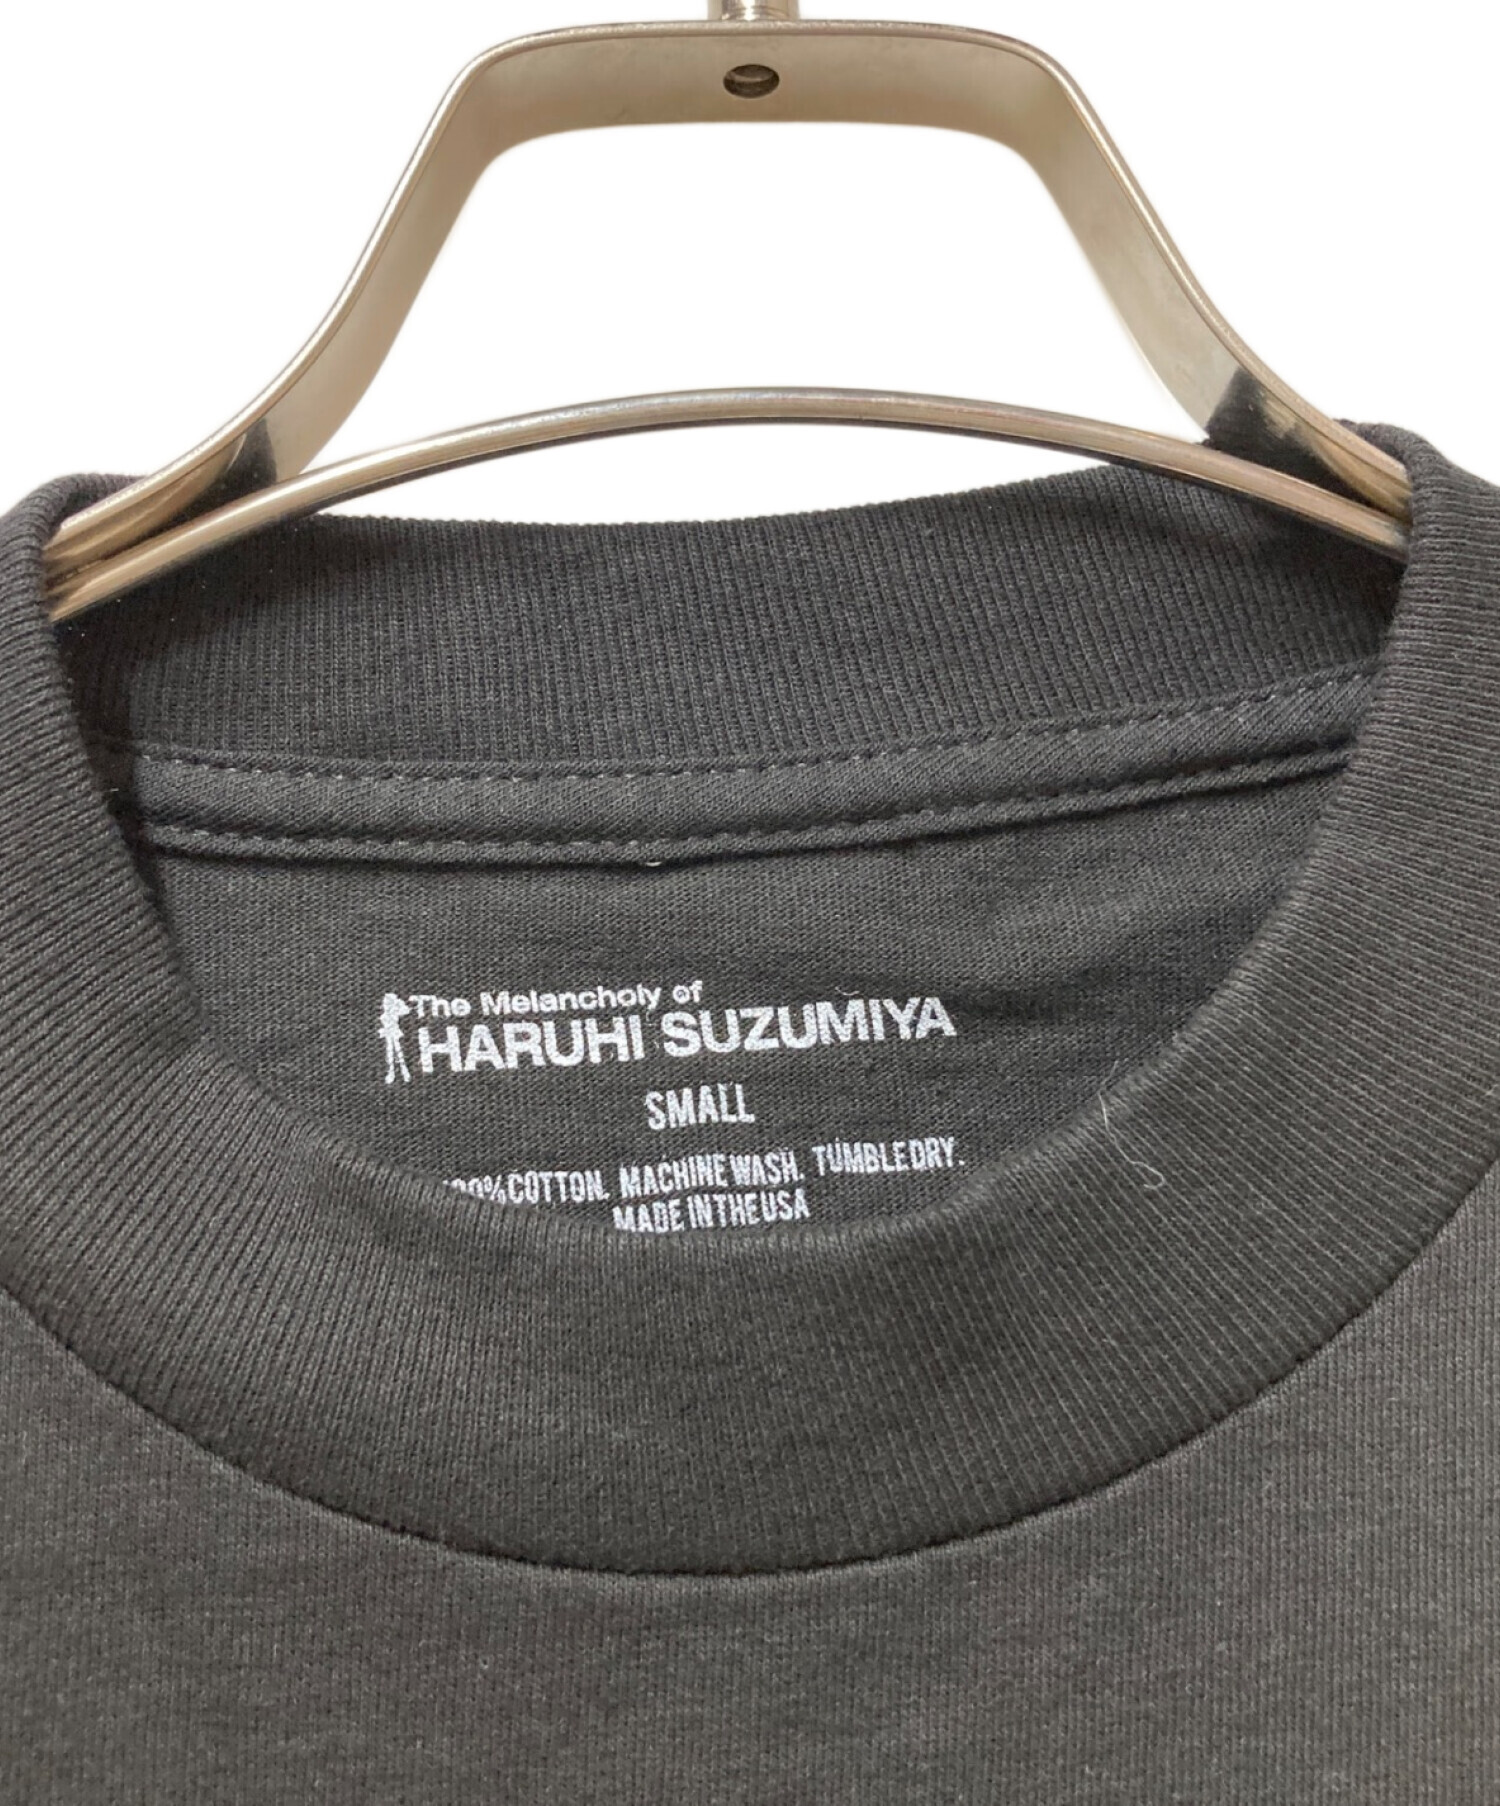 The Melancholy of
HARUHI SUZUMIYA
SMALL
100% COTTON. MACHINE WASH. TUMBLE DRY.
MADE IN THE USA